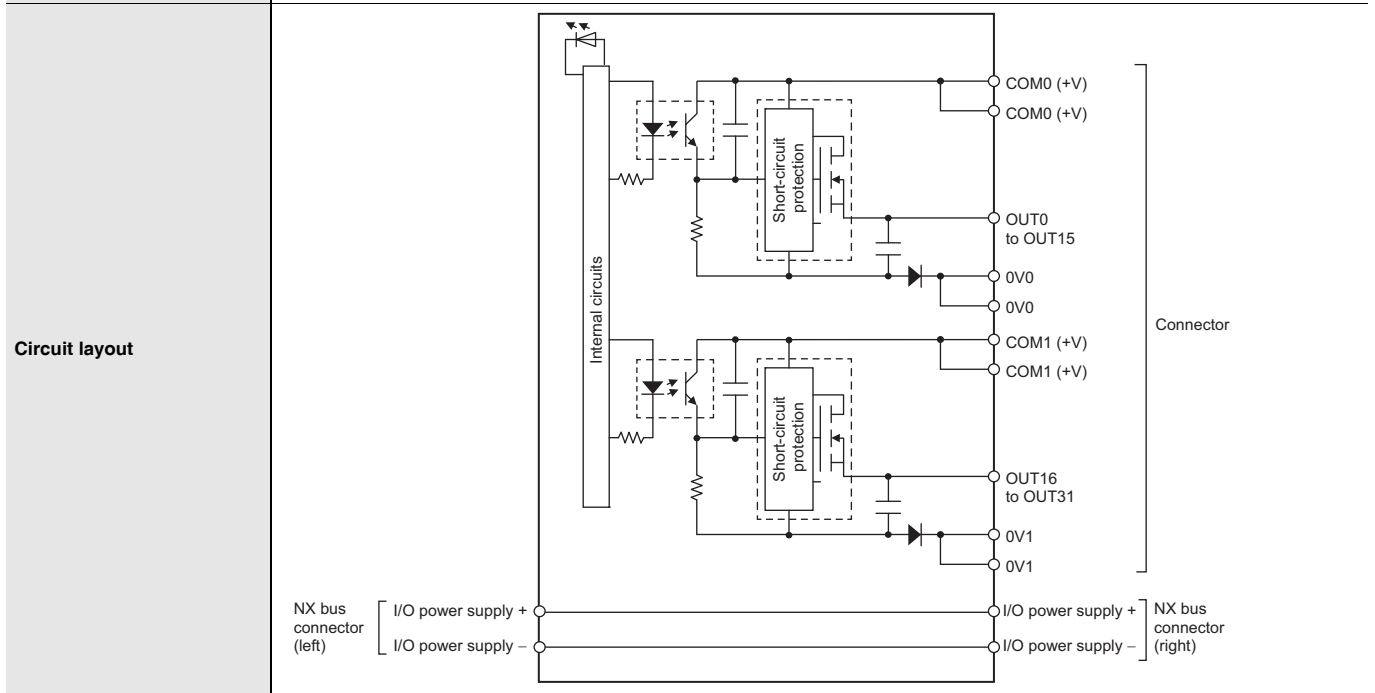 Circuit layout
Internal circuits
Short-circuit
protection
COM0 (+V)
COM0 (+V)
OUT0
to OUT15
0V0
0V0
Short-circuit
protection
COM1 (+V)
COM1 (+V)
OUT16
to OUT31
0V1
0V1
Connector
NX bus
connector
(left)
I/O power supply +
I/O power supply –
I/O power supply +
I/O power supply –
NX bus
connector
(right)